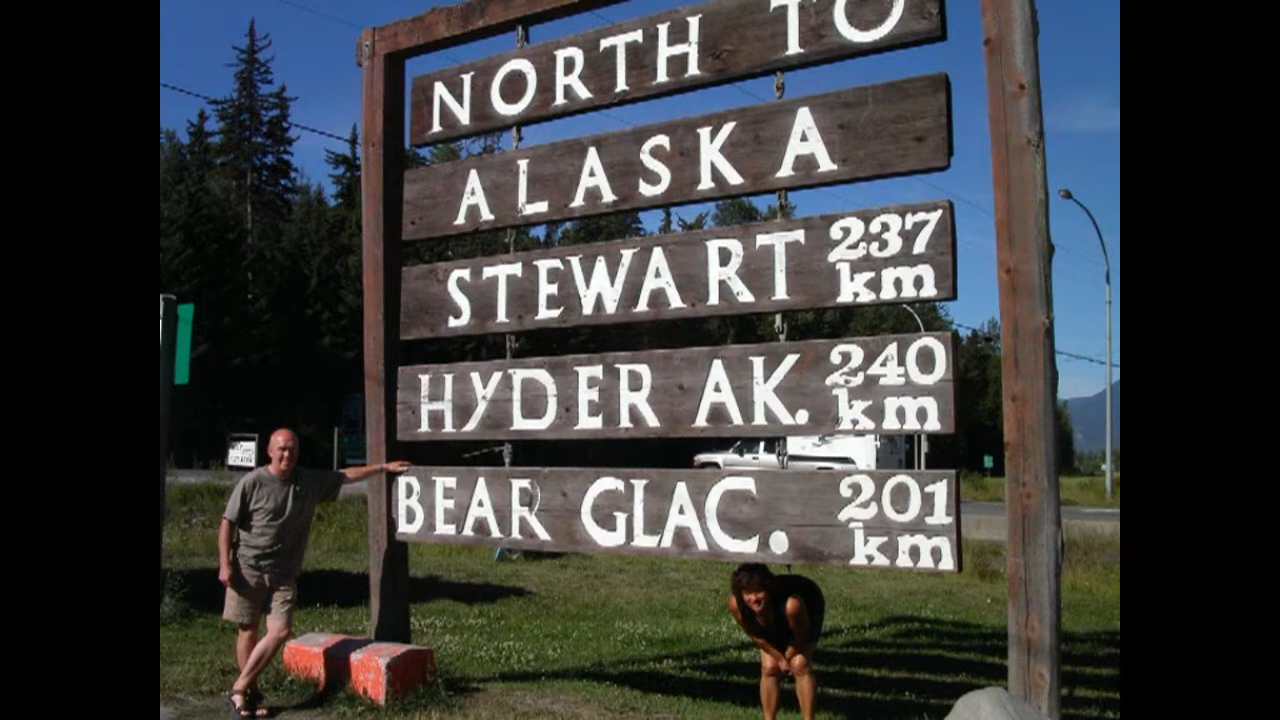 NORTH TO
ALASKA
STEWART 237 km
HYDER AK. 240 km
BEAR GLAC. 201 km